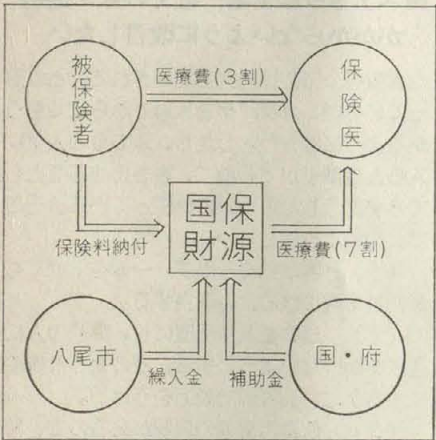 被保険者
医療費(3割)
保険医
国保
財源
保険料納付
医療費(7割)
八尾市
繰入金
補助金
国・府